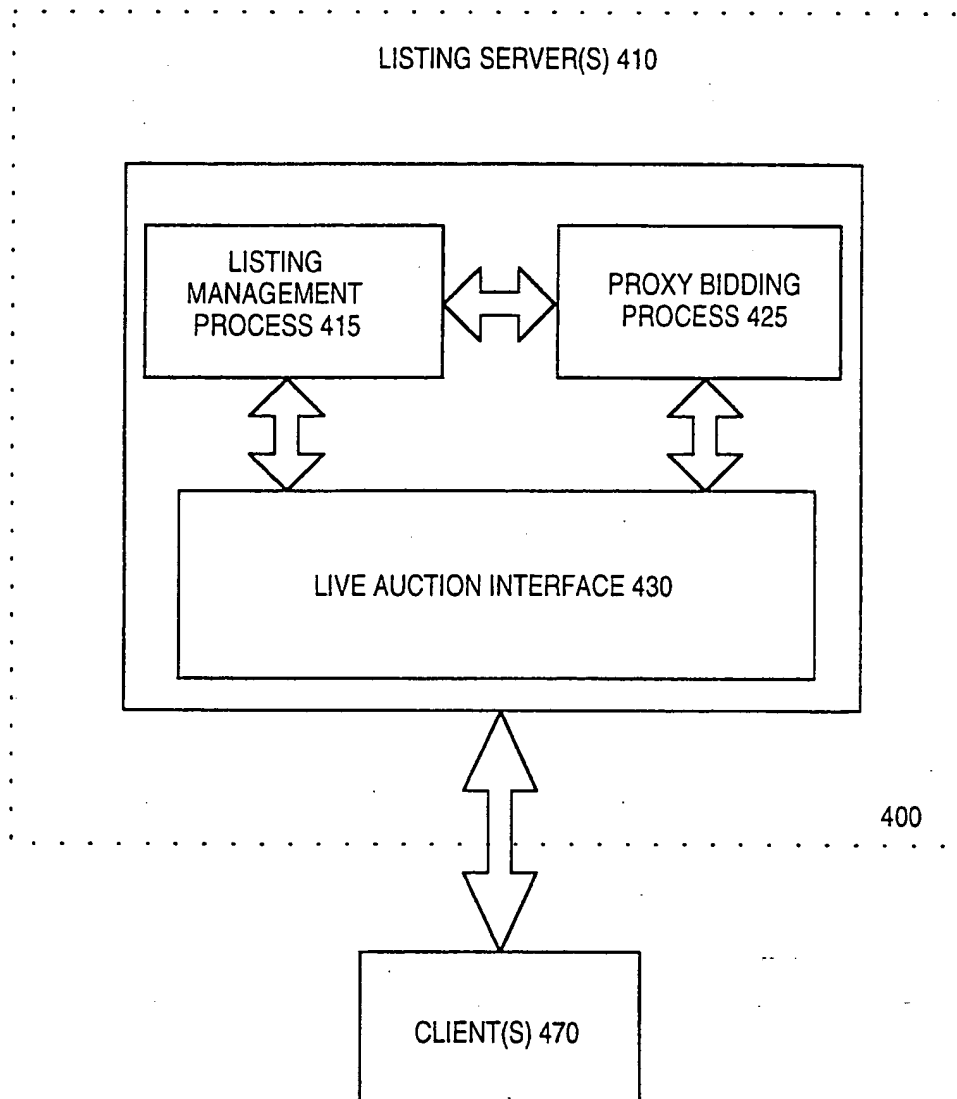 LISTING SERVER(S) 410
LISTING
MANAGEMENT
PROCESS 415
PROXY BIDDING
PROCESS 425
LIVE AUCTION INTERFACE 430
400
CLIENT(S) 470